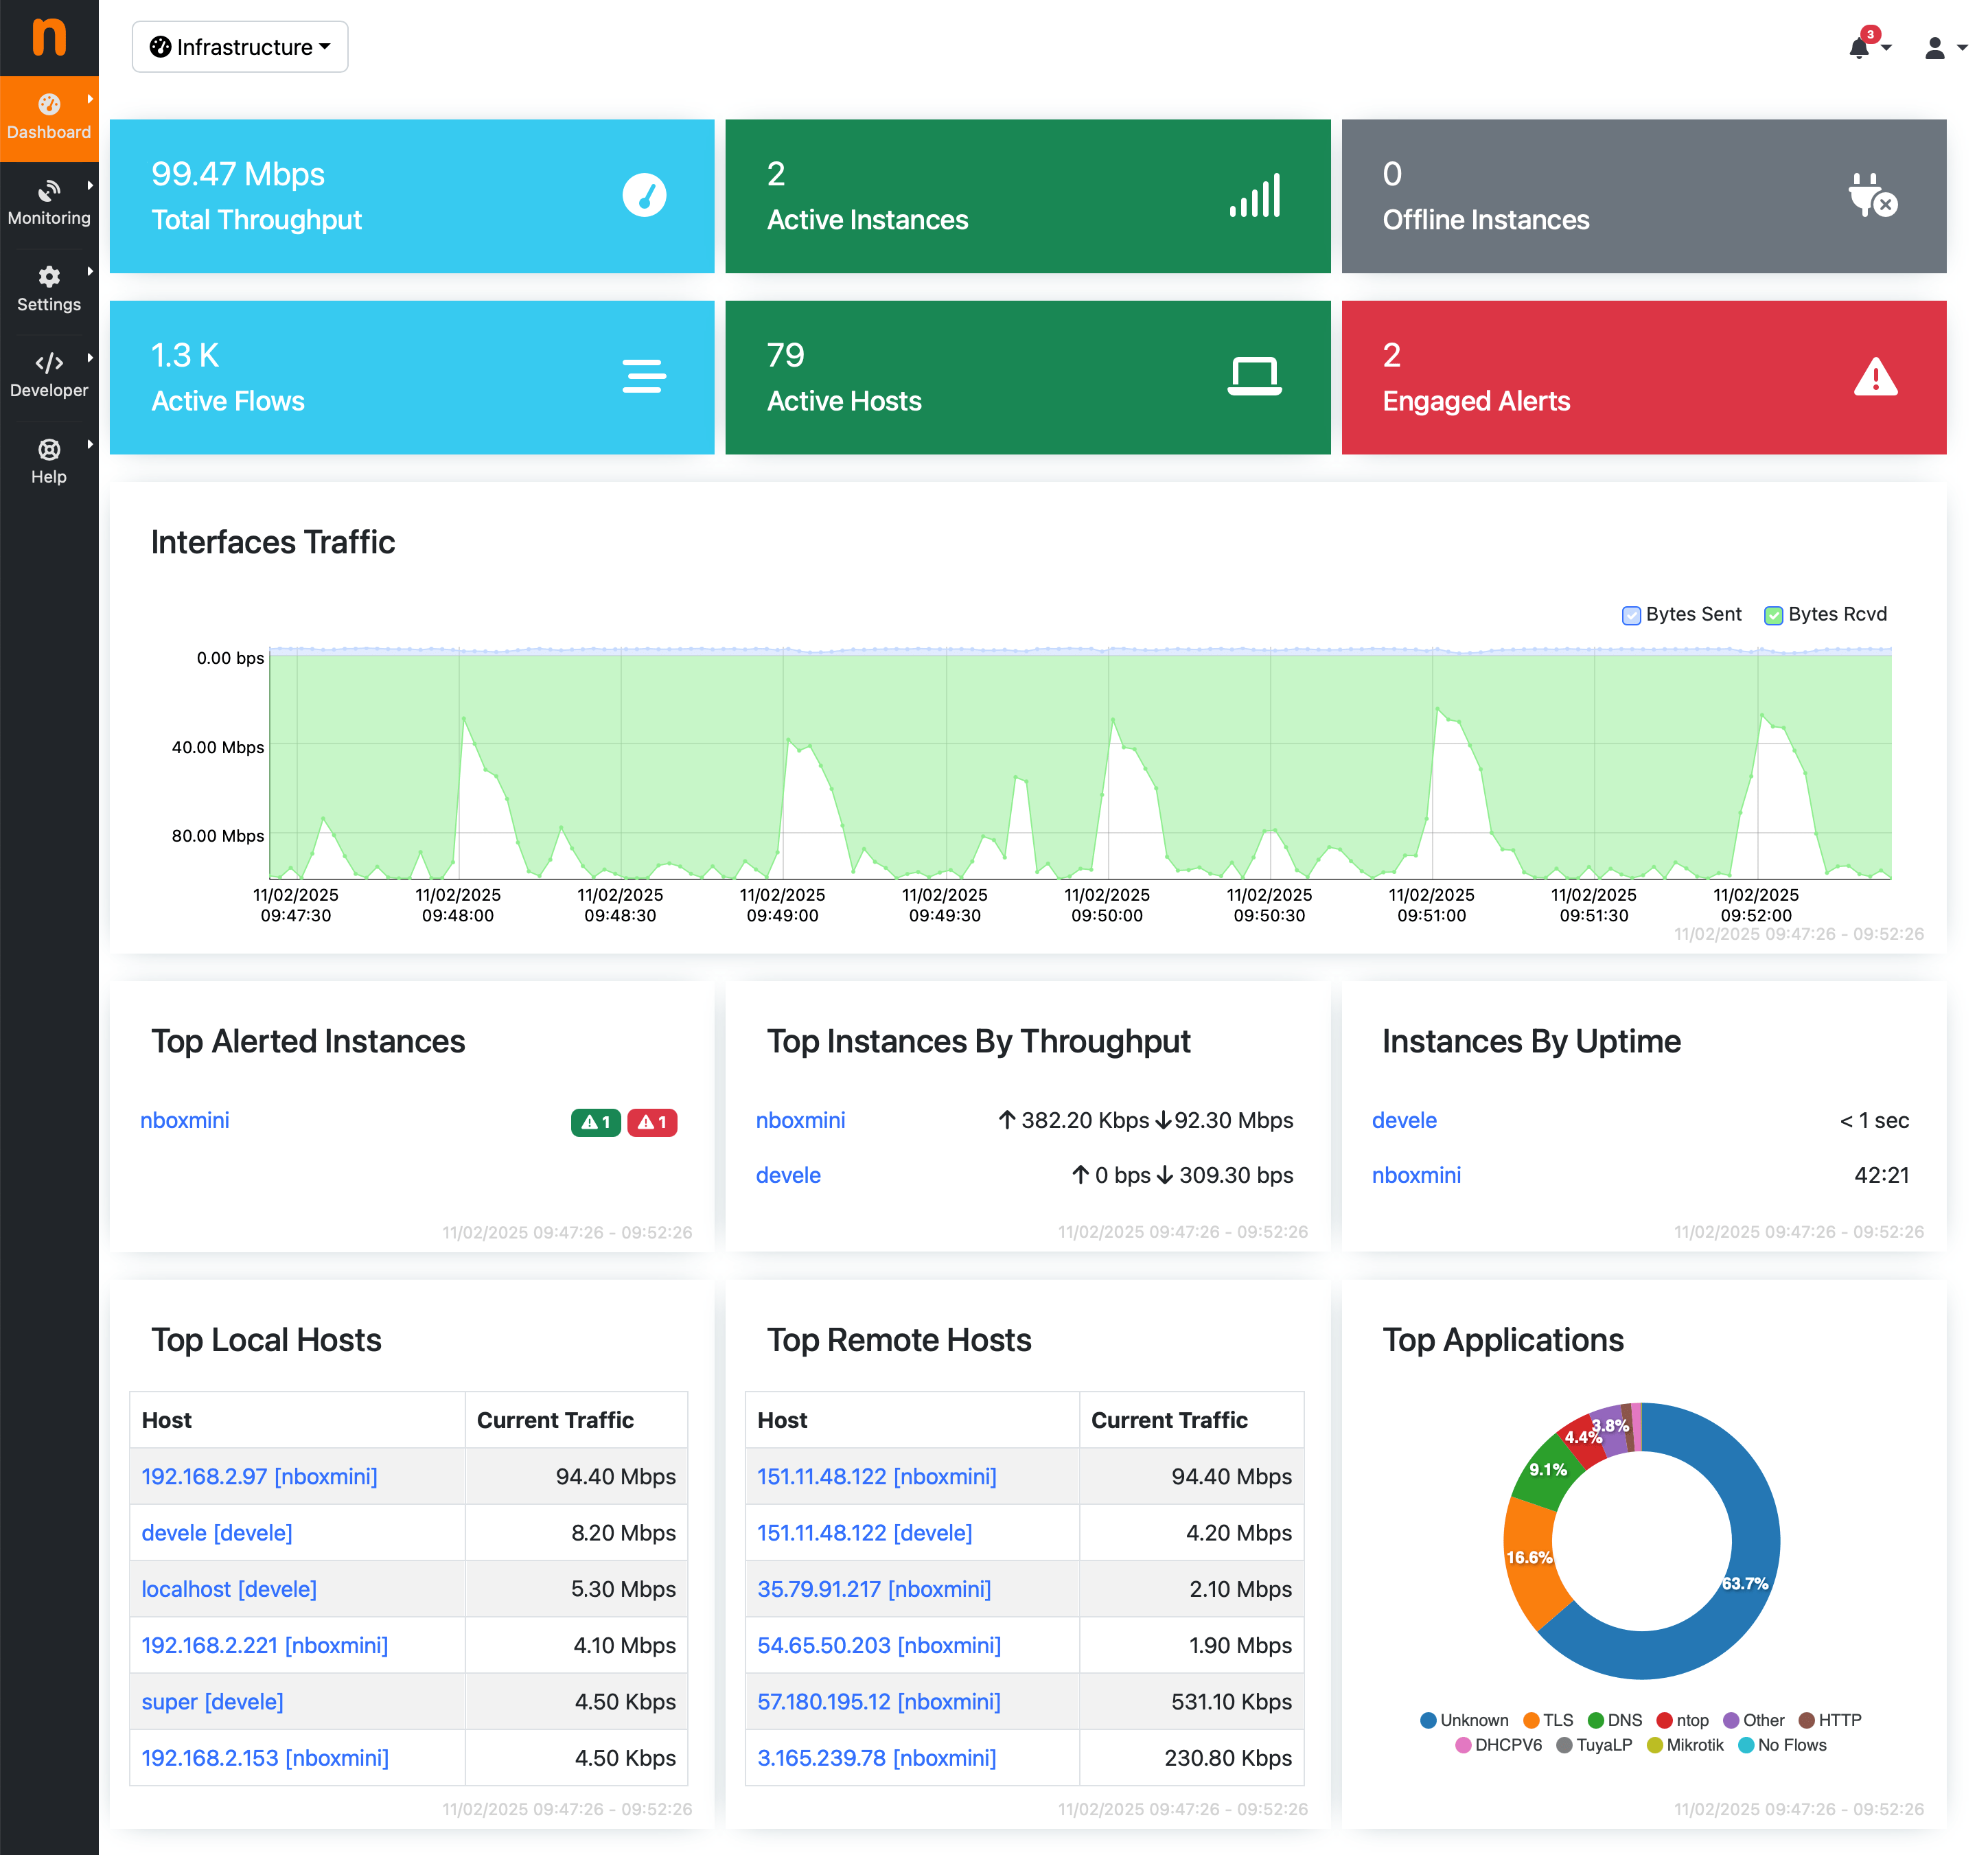 n
Infrastructure
3
Dashboard
Monitoring
Settings
Developer
Help
99.47 Mbps
Total Throughput
2
Active Instances
0
Offline Instances
1.3 K
Active Flows
79
Active Hosts
2
Engaged Alerts
Interfaces Traffic
Bytes Sent Bytes Rcvd
0.00 bps
40.00 Mbps
80.00 Mbps
11/02/2025 11/02/2025 11/02/2025 11/02/2025 11/02/2025 11/02/2025 11/02/2025 11/02/2025 11/02/2025 11/02/2025
09:47:30 09:48:00 09:48:30 09:49:00 09:49:30 09:50:00 09:50:30 09:51:00 09:51:30 09:52:00
11/02/2025 09:47:26 - 09:52:26
Top Alerted Instances
nboxmini 1 1
11/02/2025 09:47:26 - 09:52:26
Top Instances By Throughput
nboxmini ↑ 382.20 Kbps ↓ 92.30 Mbps
devele ↑ 0 bps ↓ 309.30 bps
11/02/2025 09:47:26 - 09:52:26
Instances By Uptime
devele < 1 sec
nboxmini 42:21
11/02/2025 09:47:26 - 09:52:26
Top Local Hosts
Host Current Traffic
192.168.2.97 [nboxmini] 94.40 Mbps
devele [devele] 8.20 Mbps
localhost [devele] 5.30 Mbps
192.168.2.221 [nboxmini] 4.10 Mbps
super [devele] 4.50 Kbps
192.168.2.153 [nboxmini] 4.50 Kbps
11/02/2025 09:47:26 - 09:52:26
Top Remote Hosts
Host Current Traffic
151.11.48.122 [nboxmini] 94.40 Mbps
151.11.48.122 [devele] 4.20 Mbps
35.79.91.217 [nboxmini] 2.10 Mbps
54.65.50.203 [nboxmini] 1.90 Mbps
57.180.195.12 [nboxmini] 531.10 Kbps
3.165.239.78 [nboxmini] 230.80 Kbps
11/02/2025 09:47:26 - 09:52:26
Top Applications
3.8%
4.4%
9.1%
16.6%
63.7%
Unknown TLS DNS ntop Other HTTP
DHCPV6 TuyaLP Mikrotik No Flows
11/02/2025 09:47:26 - 09:52:26